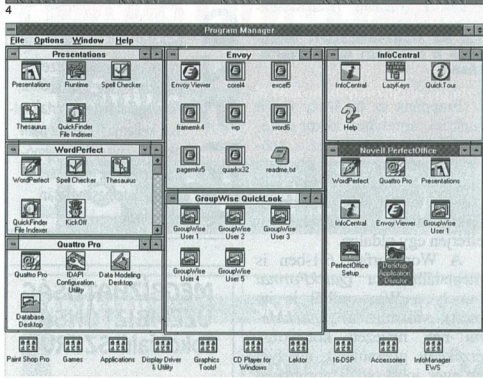 4
Program Manager
File Options Window Help
Presentations
Presentations Runtime Spell Checker
Thesaurus QuickFinder File Indexer
WordPerfect
WordPerfect Spell Checker Thesaurus
QuickFinder File Indexer KickOff
Quattro Pro
Quattro Pro IDAPI Configuration Utility Data Modeling Desktop
Database Desktop
Envoy
Envoy Viewer corel4 excel5
framemk4 wp word6
pagemkr5 quarkx32 readme.txt
GroupWise QuickLook
GroupWise User 1 GroupWise User 2 GroupWise User 3
GroupWise User 4 GroupWise User 5
InfoCentral
InfoCentral LazyKeys QuickTour
Help
Novell PerfectOffice
WordPerfect Quattro Pro Presentations
InfoCentral Envoy Viewer GroupWise User 1
PerfectOffice Setup Desktop Application Director
Paint Shop Pro Games Applications Display Driver & Utility Graphics Tools! CD Player for Windows Lektor 16-DSP Accessories InfoManager EWS